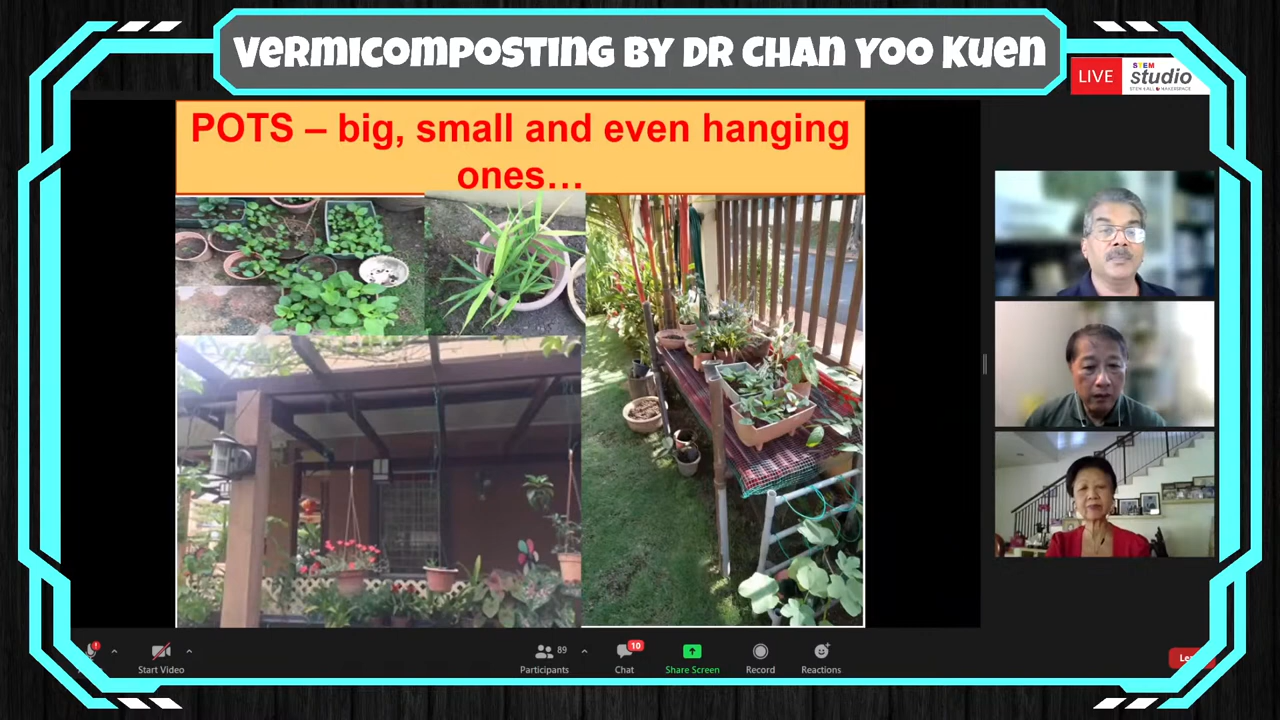 VERMICOMPOSTING BY DR CHAN YOO KUEN
LIVE
STEM
studio
POTS – big, small and even hanging
ones…
Start Video
Participants
89
Chat
10
Share Screen
Record
Reactions